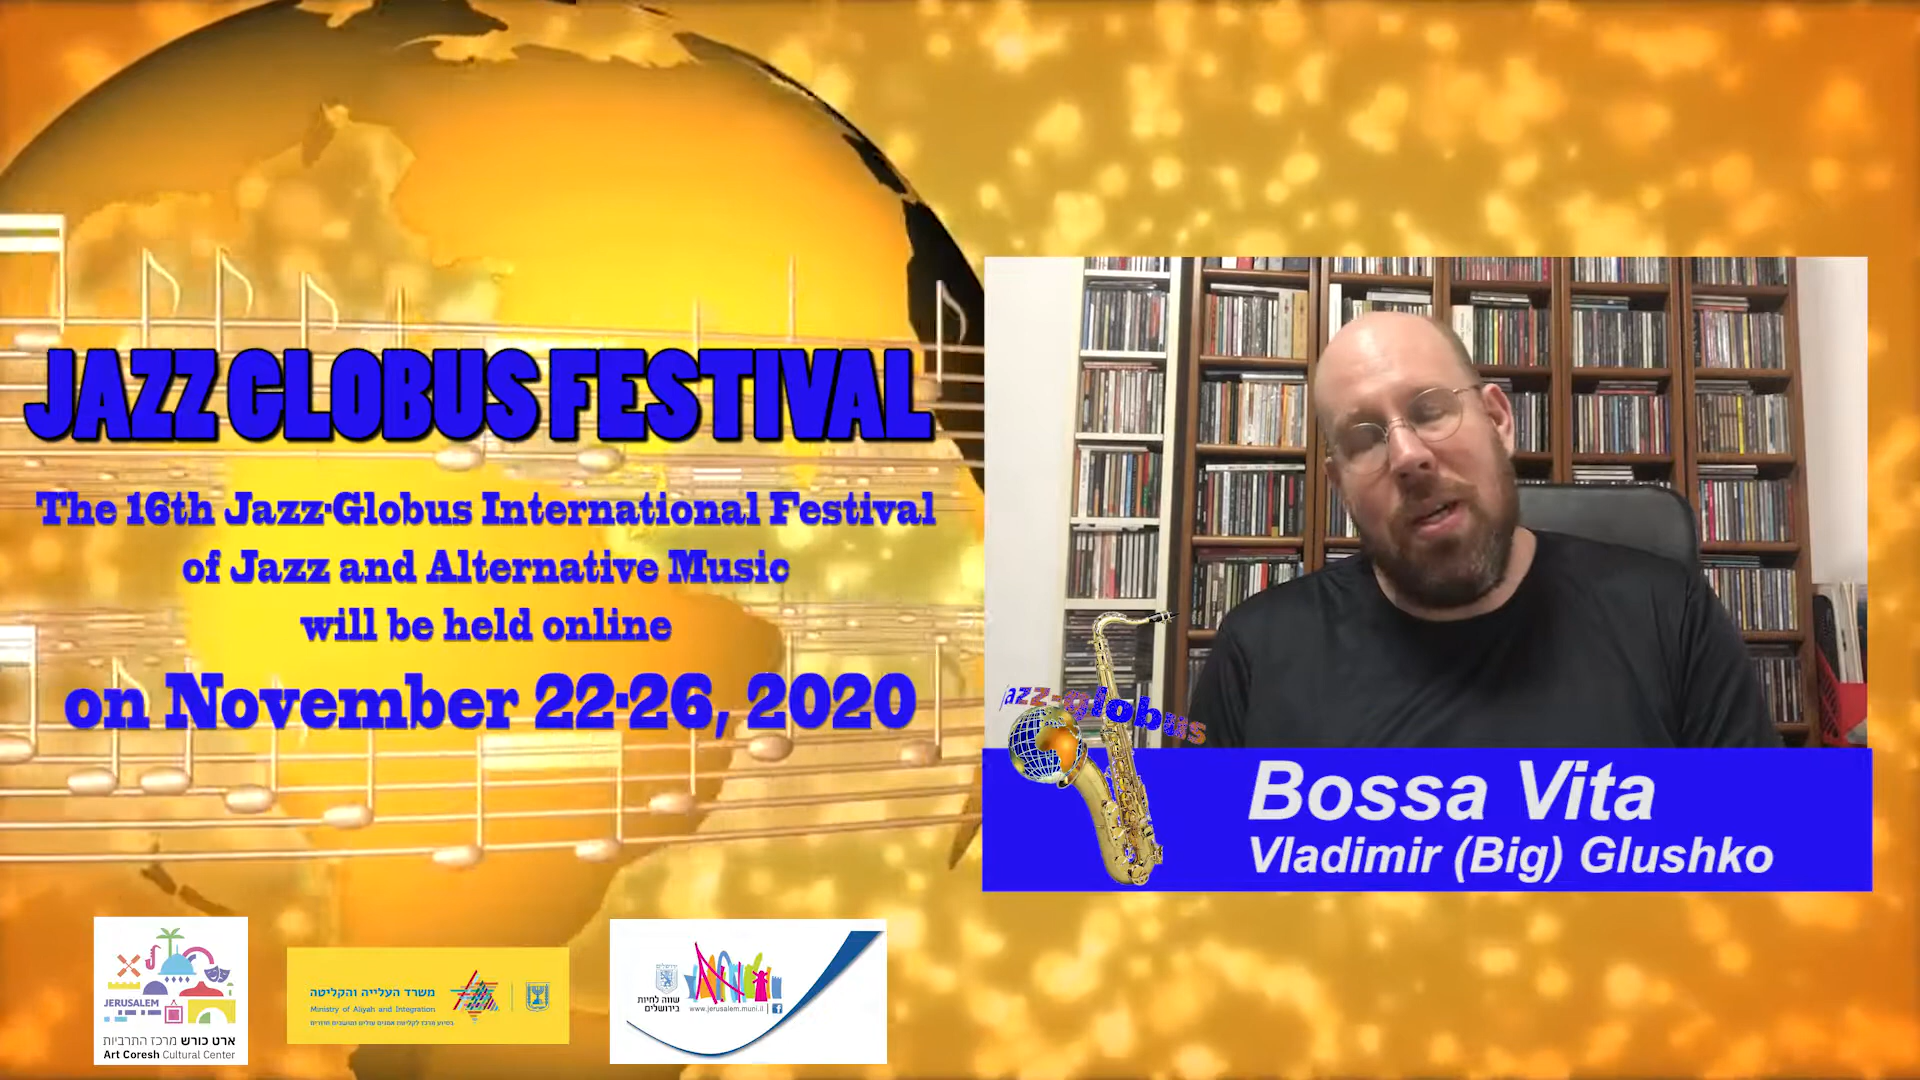 JAZZ GLOBUS FESTIVAL
The 16th Jazz-Globus International Festival
of Jazz and Alternative Music
will be held online
on November 22-26, 2020
jazz-globus
Bossa Vita
Vladimir (Big) Glushko
JERUSALEM
ארט כורש מרכז התרבויות
Art Coresh Cultural Center
משרד העלייה והקליטה
Ministry of Aliyah and Integration
ירושלים
שווה לחיות
בירושלים
www.jerusalem.muni.il